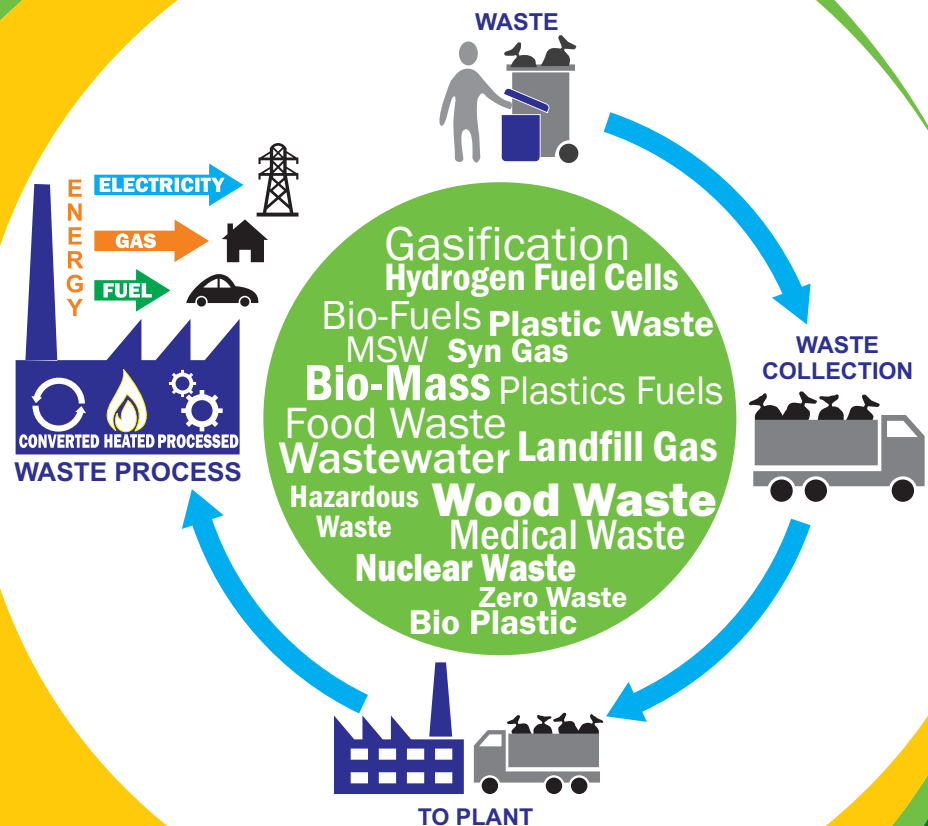 WASTE
WASTE
COLLECTION
TO PLANT
WASTE PROCESS
CONVERTED HEATED PROCESSED
ENERGY
ELECTRICITY
GAS
FUEL
Gasification
Hydrogen Fuel Cells
Bio-Fuels Plastic Waste
MSW Syn Gas
Bio-Mass Plastics Fuels
Food Waste
Wastewater Landfill Gas
Hazardous
Waste
Wood Waste
Medical Waste
Nuclear Waste
Zero Waste
Bio Plastic